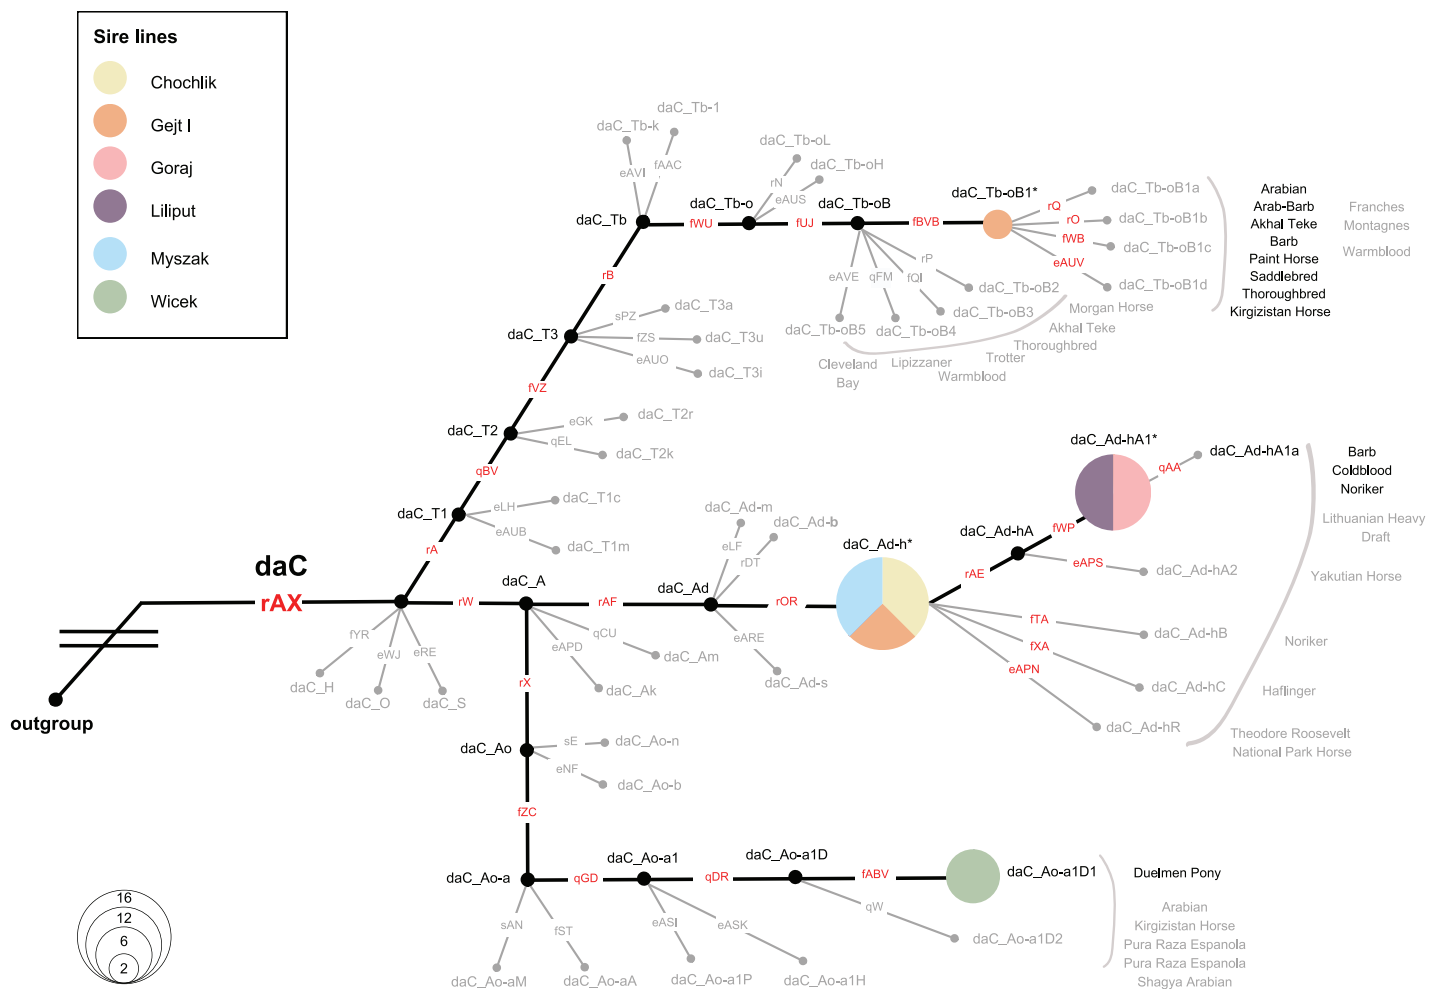 Sire lines
Chochlik
Gejt I
Goraj
Liliput
Myszak
Wicek
daC_Tb-1
daC_Tb-k
eAVI
fAAC
daC_Tb
fWU
daC_Tb-o
daC_Tb-oL
daC_Tb-oH
rN
eAUS
fUJ
daC_Tb-oB
fBVB
daC_Tb-oB1*
rQ
rO
fWB
eAUV
daC_Tb-oB1a
daC_Tb-oB1b
daC_Tb-oB1c
daC_Tb-oB1d
Arabian
Arab-Barb
Akhal Teke
Barb
Paint Horse
Saddlebred
Thoroughbred
Kirgizistan Horse
Franches
Montagnes
Warmblood
eAVE
qFM
fQI
rP
daC_Tb-oB2
daC_Tb-oB3
daC_Tb-oB4
daC_Tb-oB5
Morgan Horse
Akhal Teke
Thoroughbred
Trotter
Warmblood
Lipizzaner
Cleveland
Bay
rB
daC_T3
sPZ
fZS
eAUO
daC_T3a
daC_T3u
daC_T3i
fVZ
daC_T2
eGK
qEL
daC_T2r
daC_T2k
qBV
daC_T1
eLH
eAUB
daC_T1c
daC_T1m
rA
daC
rAX
outgroup
fYR
eWJ
eRE
daC_H
daC_O
daC_S
rW
daC_A
qCU
eAPD
daC_Am
daC_Ak
rAF
daC_Ad
eLF
rDT
eARE
daC_Ad-m
daC_Ad-b
daC_Ad-s
rOR
daC_Ad-h*
rAE
daC_Ad-hA
fWP
daC_Ad-hA1*
qAA
daC_Ad-hA1a
eAPS
daC_Ad-hA2
fTA
daC_Ad-hB
fXA
daC_Ad-hC
eAPN
daC_Ad-hR
Barb
Coldblood
Noriker
Lithuanian Heavy
Draft
Yakutian Horse
Noriker
Haflinger
Theodore Roosevelt
National Park Horse
rX
daC_Ao
sE
eNF
daC_Ao-n
daC_Ao-b
fZC
daC_Ao-a
sAN
fST
daC_Ao-aM
daC_Ao-aA
qGD
daC_Ao-a1
eASI
eASK
daC_Ao-a1P
daC_Ao-a1H
qDR
daC_Ao-a1D
fABV
daC_Ao-a1D1
qW
daC_Ao-a1D2
Duelmen Pony
Arabian
Kirgizistan Horse
Pura Raza Espanola
Pura Raza Espanola
Shagya Arabian
16
12
6
2